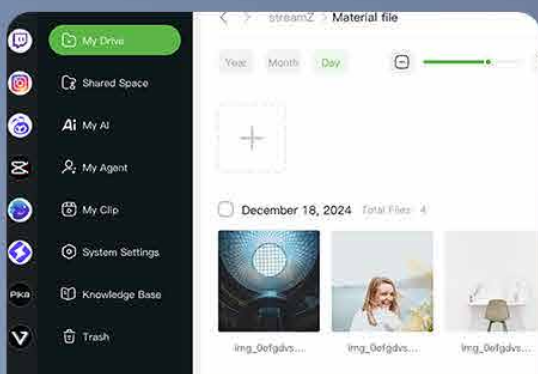 streamZ > Material file
My Drive
Shared Space
Ai My AI
My Agent
My Clip
System Settings
Knowledge Base
Trash
Pika
Year Month Day
December 18, 2024 Total Files 4
img_0efgdvs... img_0efgdvs... img_0efgdvs...